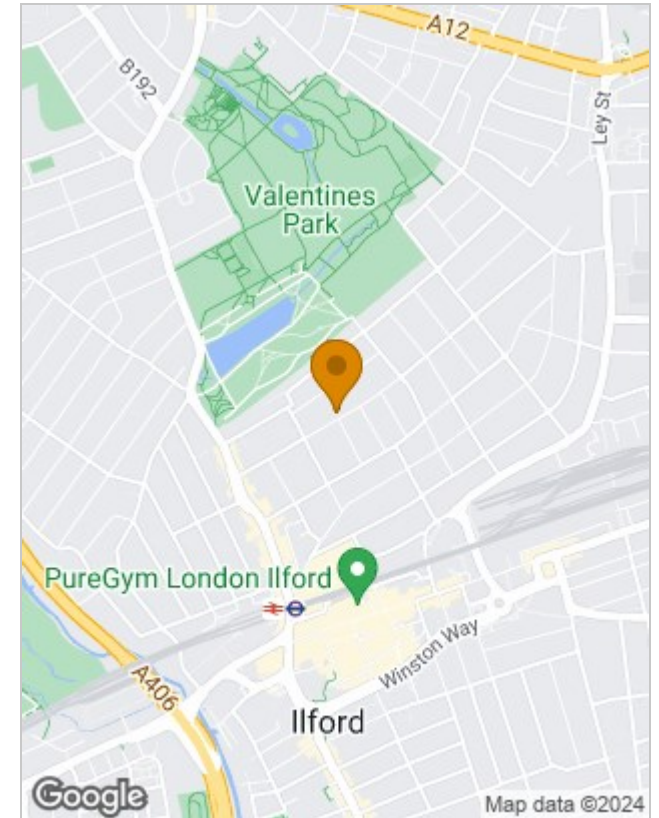 A12
B192
Ley St
Valentines
Park
PureGym London Ilford
Winston Way
A406
Ilford
Google
Map data ©2024